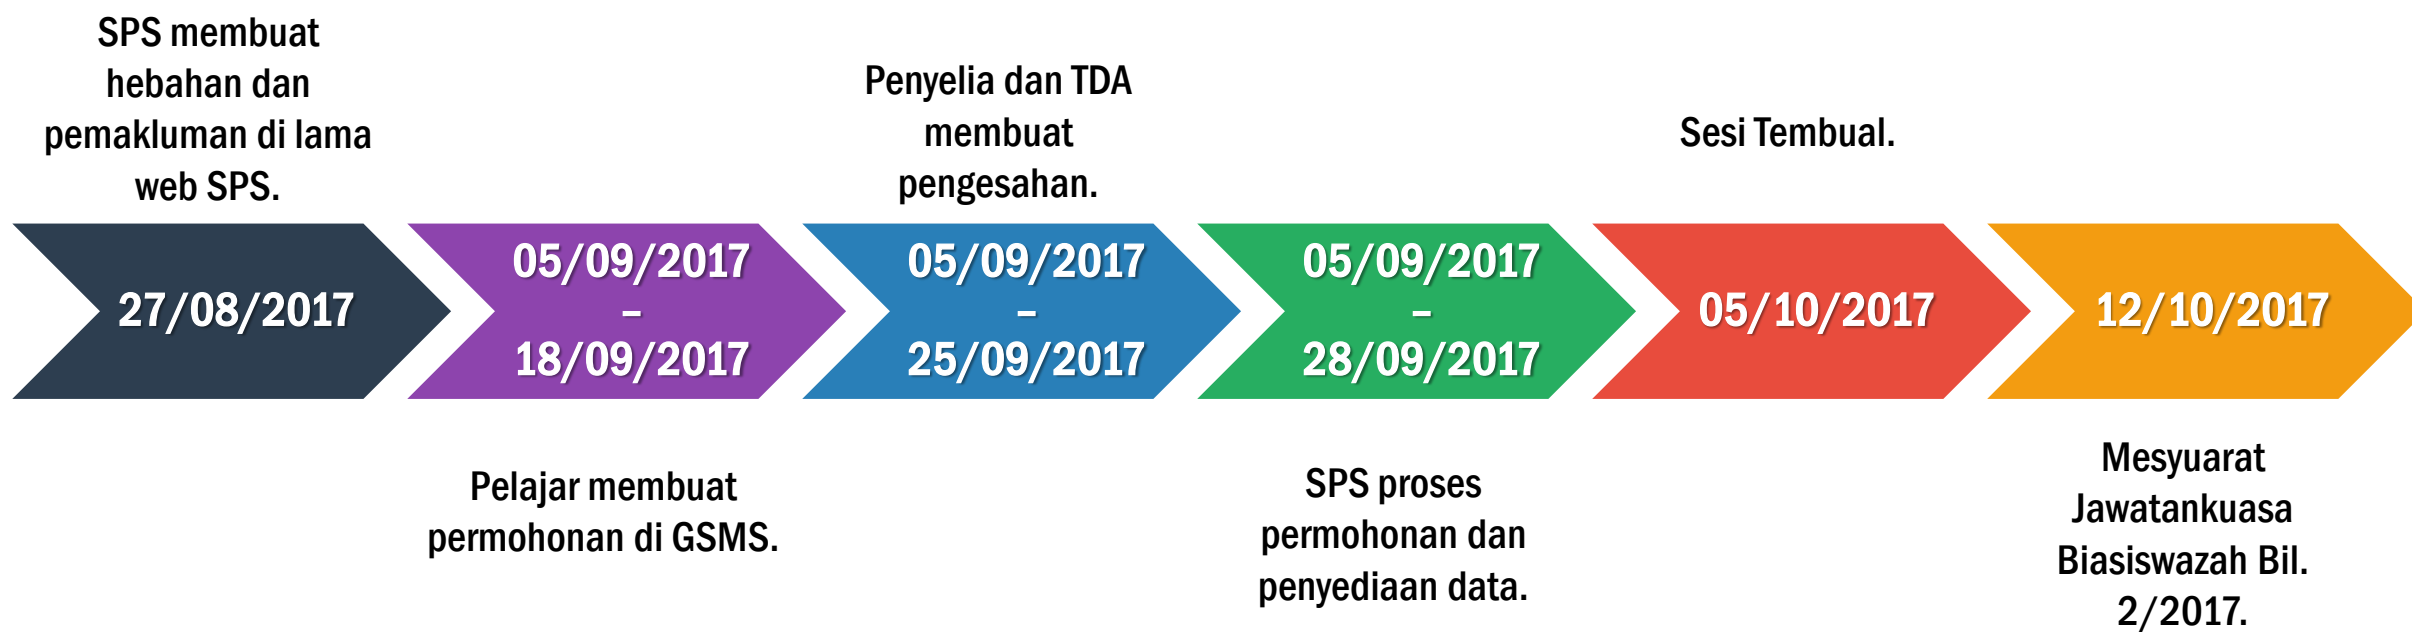 SPS membuat
hebahan dan
pemakluman di lama
web SPS.
27/08/2017
05/09/2017
–
18/09/2017
Pelajar membuat
permohonan di GSMS.
Penyelia dan TDA
membuat
pengesahan.
05/09/2017
–
25/09/2017
05/09/2017
–
28/09/2017
SPS proses
permohonan dan
penyediaan data.
Sesi Tembual.
05/10/2017
12/10/2017
Mesyuarat
Jawatankuasa
Biasiswazah Bil.
2/2017.